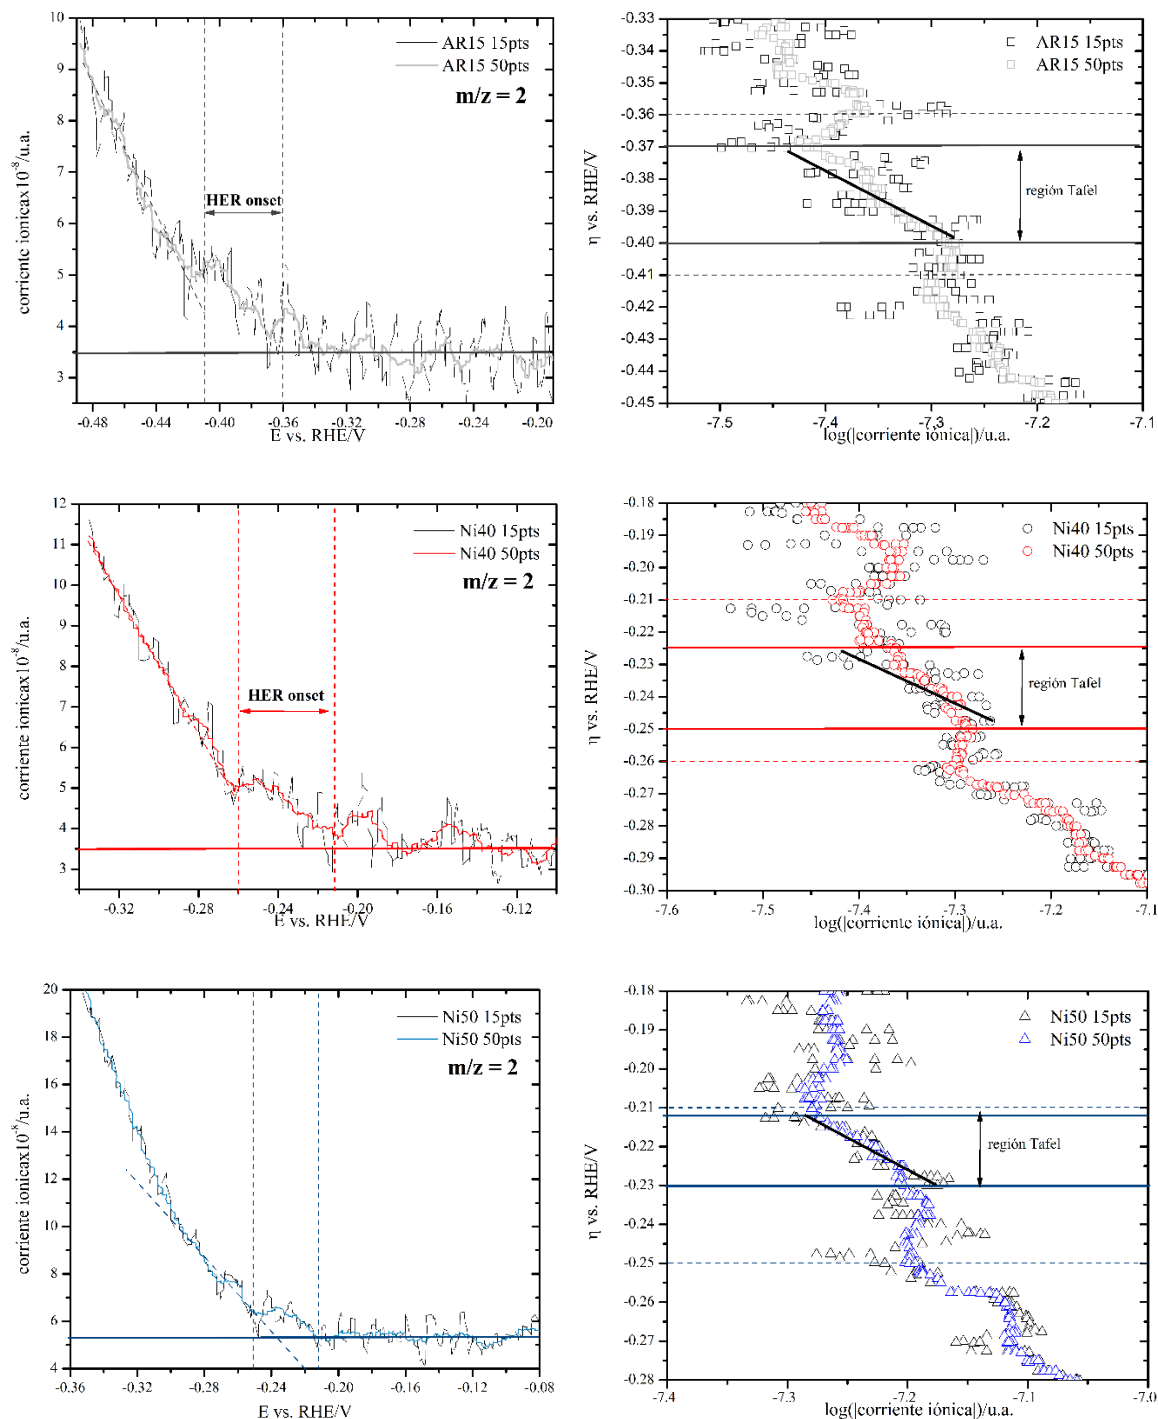 10
9
8
7
6
5
4
3
corriente ionicax10⁻⁸/u.a.
AR15 15pts
AR15 50pts
m/z = 2
HER onset
-0.48 -0.44 -0.40 -0.36 -0.32 -0.28 -0.24 -0.20
E vs. RHE/V
-0.33
-0.34
-0.35
-0.36
-0.37
-0.38
-0.39
-0.40
-0.41
-0.42
-0.43
-0.44
-0.45
η vs. RHE/V
AR15 15pts
AR15 50pts
región Tafel
-7.5 -7.4 -7.3 -7.2 -7.1
log(|corriente iónica|)/u.a.
12
11
10
9
8
7
6
5
4
3
corriente ionicax10⁻⁸/u.a.
Ni40 15pts
Ni40 50pts
m/z = 2
HER onset
-0.32 -0.28 -0.24 -0.20 -0.16 -0.12
E vs. RHE/V
-0.18
-0.19
-0.20
-0.21
-0.22
-0.23
-0.24
-0.25
-0.26
-0.27
-0.28
-0.29
-0.30
η vs. RHE/V
Ni40 15pts
Ni40 50pts
región Tafel
-7.6 -7.5 -7.4 -7.3 -7.2 -7.1
log(|corriente iónica|)/u.a.
20
18
16
14
12
10
8
6
4
corriente ionicax10⁻⁸/u.a.
Ni50 15pts
Ni50 50pts
m/z = 2
-0.36 -0.32 -0.28 -0.24 -0.20 -0.16 -0.12 -0.08
E vs. RHE/V
-0.18
-0.19
-0.20
-0.21
-0.22
-0.23
-0.24
-0.25
-0.26
-0.27
-0.28
η vs. RHE/V
Ni50 15pts
Ni50 50pts
región Tafel
-7.4 -7.3 -7.2 -7.1 -7.0
log(|corriente iónica|)/u.a.